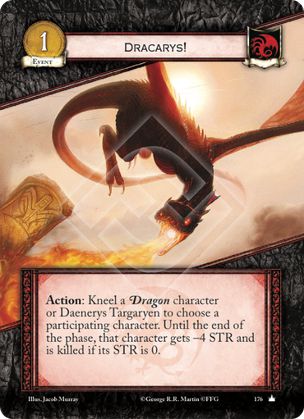 1
EVENT
DRACARYS!
Action: Kneel a Dragon character
or Daenerys Targaryen to choose a
participating character. Until the end of
the phase, that character gets –4 STR and
is killed if its STR is 0.
Illus. Jacob Murray ©George R.R. Martin ©FFG 176